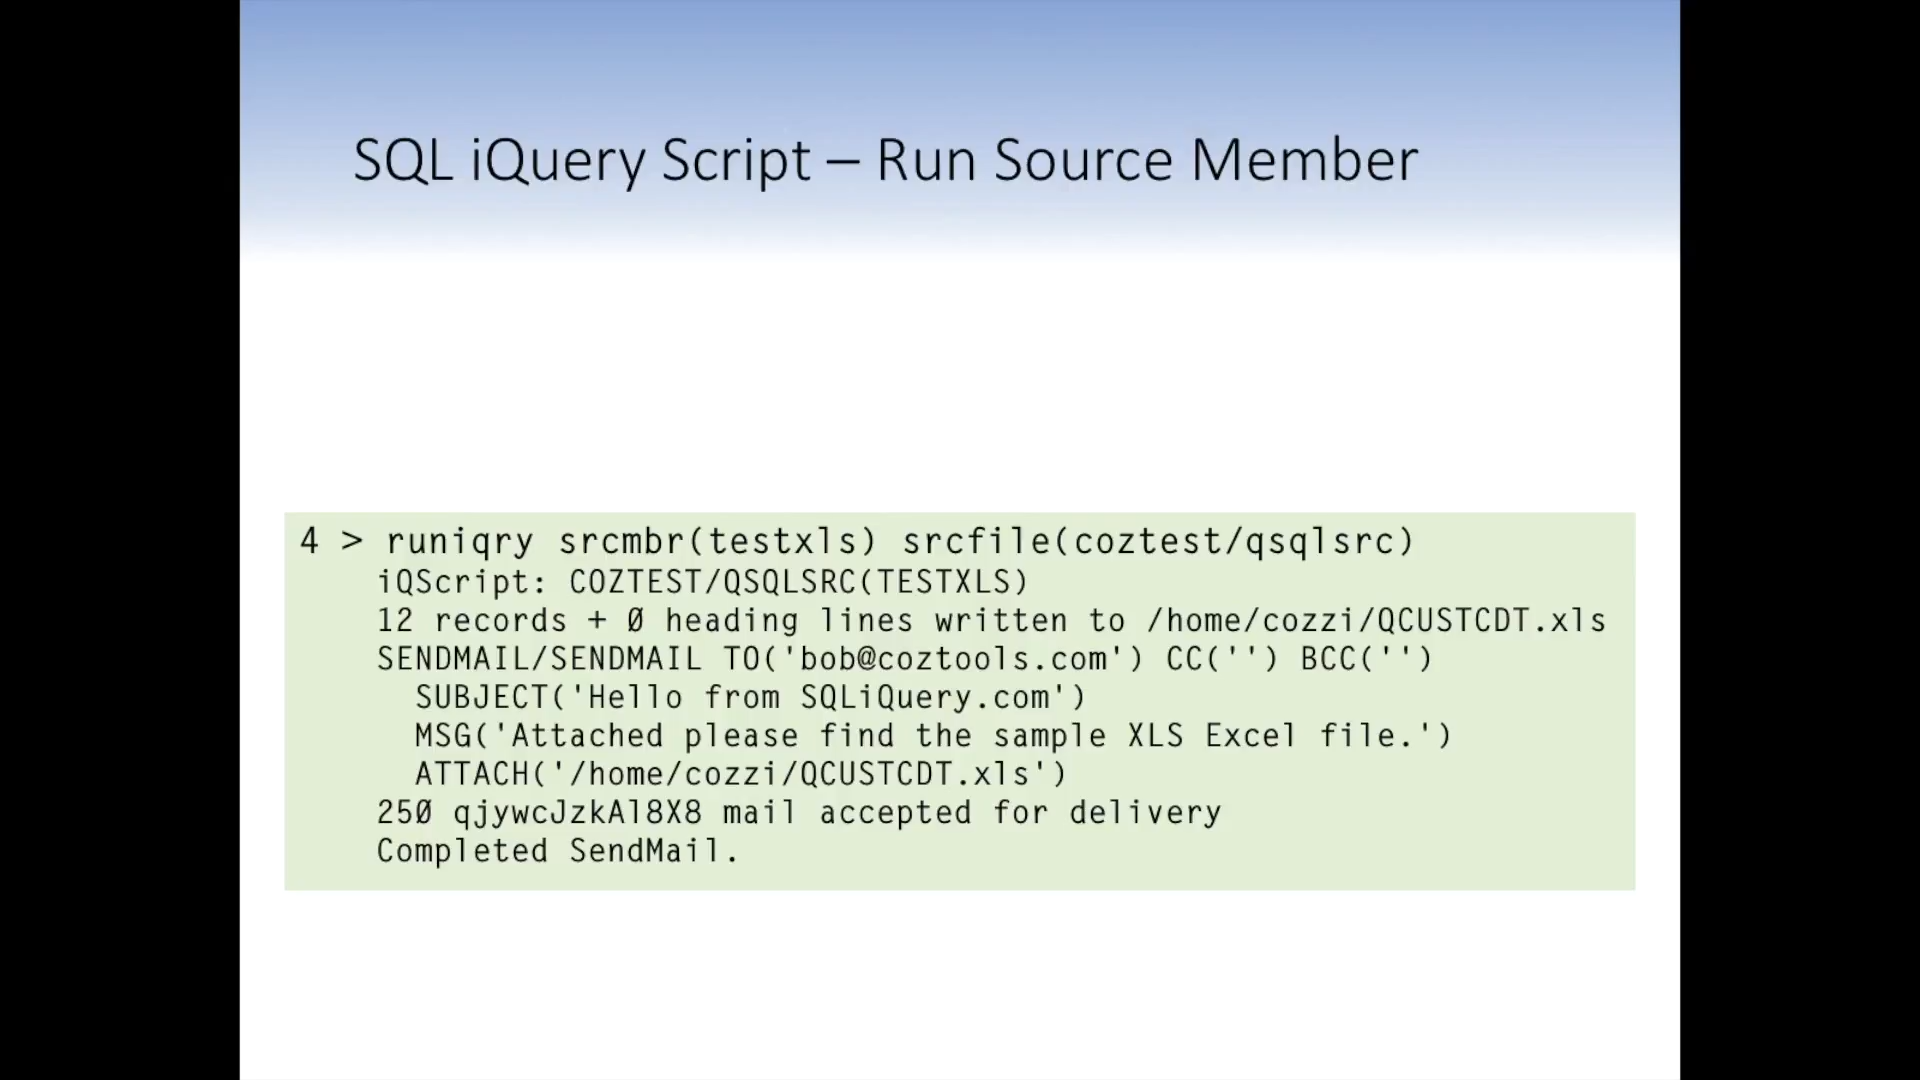 SQL iQuery Script – Run Source Member
4 > runiqry srcmbr(testxls) srcfile(coztest/qsqlsrc)
iQScript: COZTEST/QSQLSRC(TESTXLS)
12 records + 0 heading lines written to /home/cozzi/QCUSTCDT.xls
SENDMAIL/SENDMAIL TO('bob@coztools.com') CC('') BCC('')
SUBJECT('Hello from SQLiQuery.com')
MSG('Attached please find the sample XLS Excel file.')
ATTACH('/home/cozzi/QCUSTCDT.xls')
250 qjywcJzkAl8X8 mail accepted for delivery
Completed SendMail.